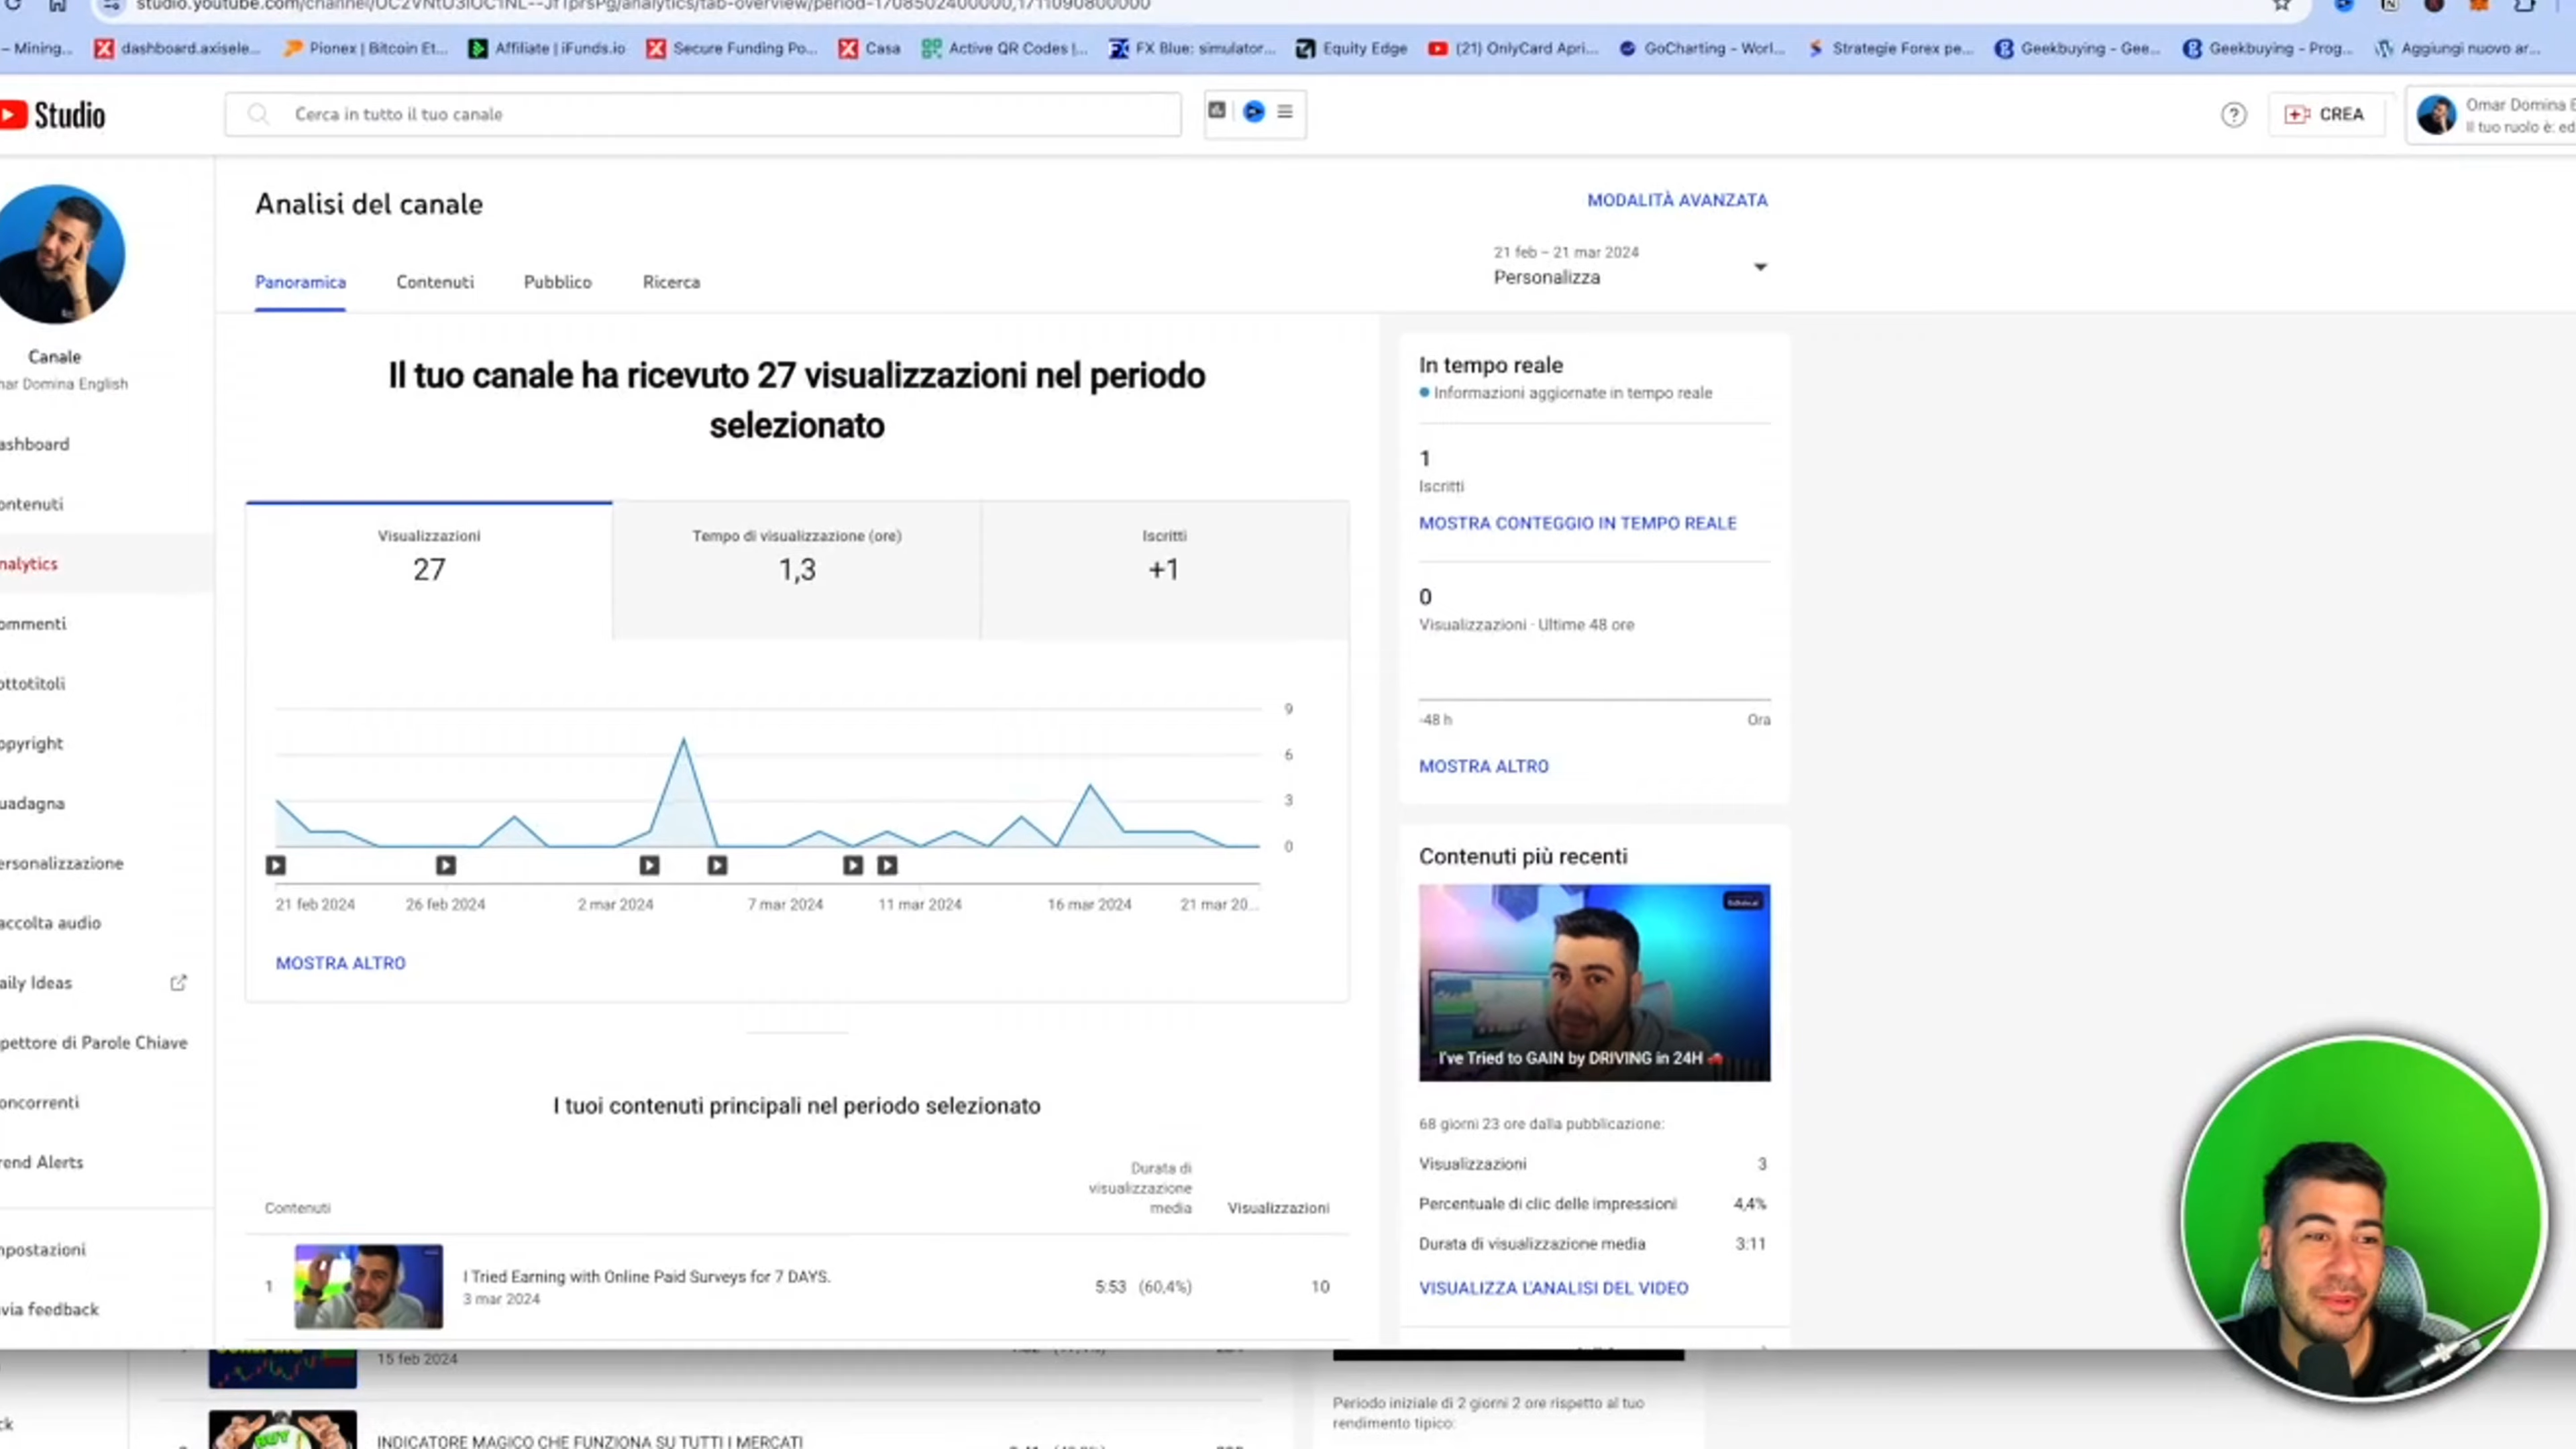 studio.youtube.com/channel/
/analytics/tab-overview/period-1708502400000,1711090800000
– Mining...
dashboard.axisele...
Pionex | Bitcoin Et...
Affiliate | iFunds.io
Secure Funding Po...
Casa
Active QR Codes |...
FX Blue: simulator...
Equity Edge
(21) OnlyCard Apri...
GoCharting - Worl...
Strategie Forex pe...
Geekbuying - Gee...
Geekbuying - Prog...
Aggiungi nuovo ar...
Studio
Cerca in tutto il tuo canale
CREA
Omar Domina E
Il tuo ruolo è: ed
Canale
mar Domina English
ashboard
ontenuti
nalytics
ommenti
ottotitoli
opyright
uadagna
ersonalizzazione
accolta audio
aily Ideas
pettore di Parole Chiave
oncorrenti
rend Alerts
mpostazioni
via feedback
Analisi del canale
MODALITÀ AVANZATA
Panoramica
Contenuti
Pubblico
Ricerca
21 feb – 21 mar 2024
Personalizza
Il tuo canale ha ricevuto 27 visualizzazioni nel periodo
selezionato
Visualizzazioni
27
Tempo di visualizzazione (ore)
1,3
Iscritti
+1
9
6
3
0
21 feb 2024
26 feb 2024
2 mar 2024
7 mar 2024
11 mar 2024
16 mar 2024
21 mar 20...
MOSTRA ALTRO
I tuoi contenuti principali nel periodo selezionato
Contenuti
Durata di
visualizzazione
media
Visualizzazioni
1
I Tried Earning with Online Paid Surveys for 7 DAYS.
3 mar 2024
5:53 (60,4%)
10
In tempo reale
Informazioni aggiornate in tempo reale
1
Iscritti
MOSTRA CONTEGGIO IN TEMPO REALE
0
Visualizzazioni · Ultime 48 ore
-48 h
Ora
MOSTRA ALTRO
Contenuti più recenti
I've Tried to GAIN by DRIVING in 24H
68 giorni 23 ore dalla pubblicazione:
Visualizzazioni
3
Percentuale di clic delle impressioni
4,4%
Durata di visualizzazione media
3:11
VISUALIZZA L'ANALISI DEL VIDEO
15 feb 2024
BUY
INDICATORE MAGICO CHE FUNZIONA SU TUTTI I MERCATI
Periodo iniziale di 2 giorni 2 ore rispetto al tuo
rendimento tipico:
ck